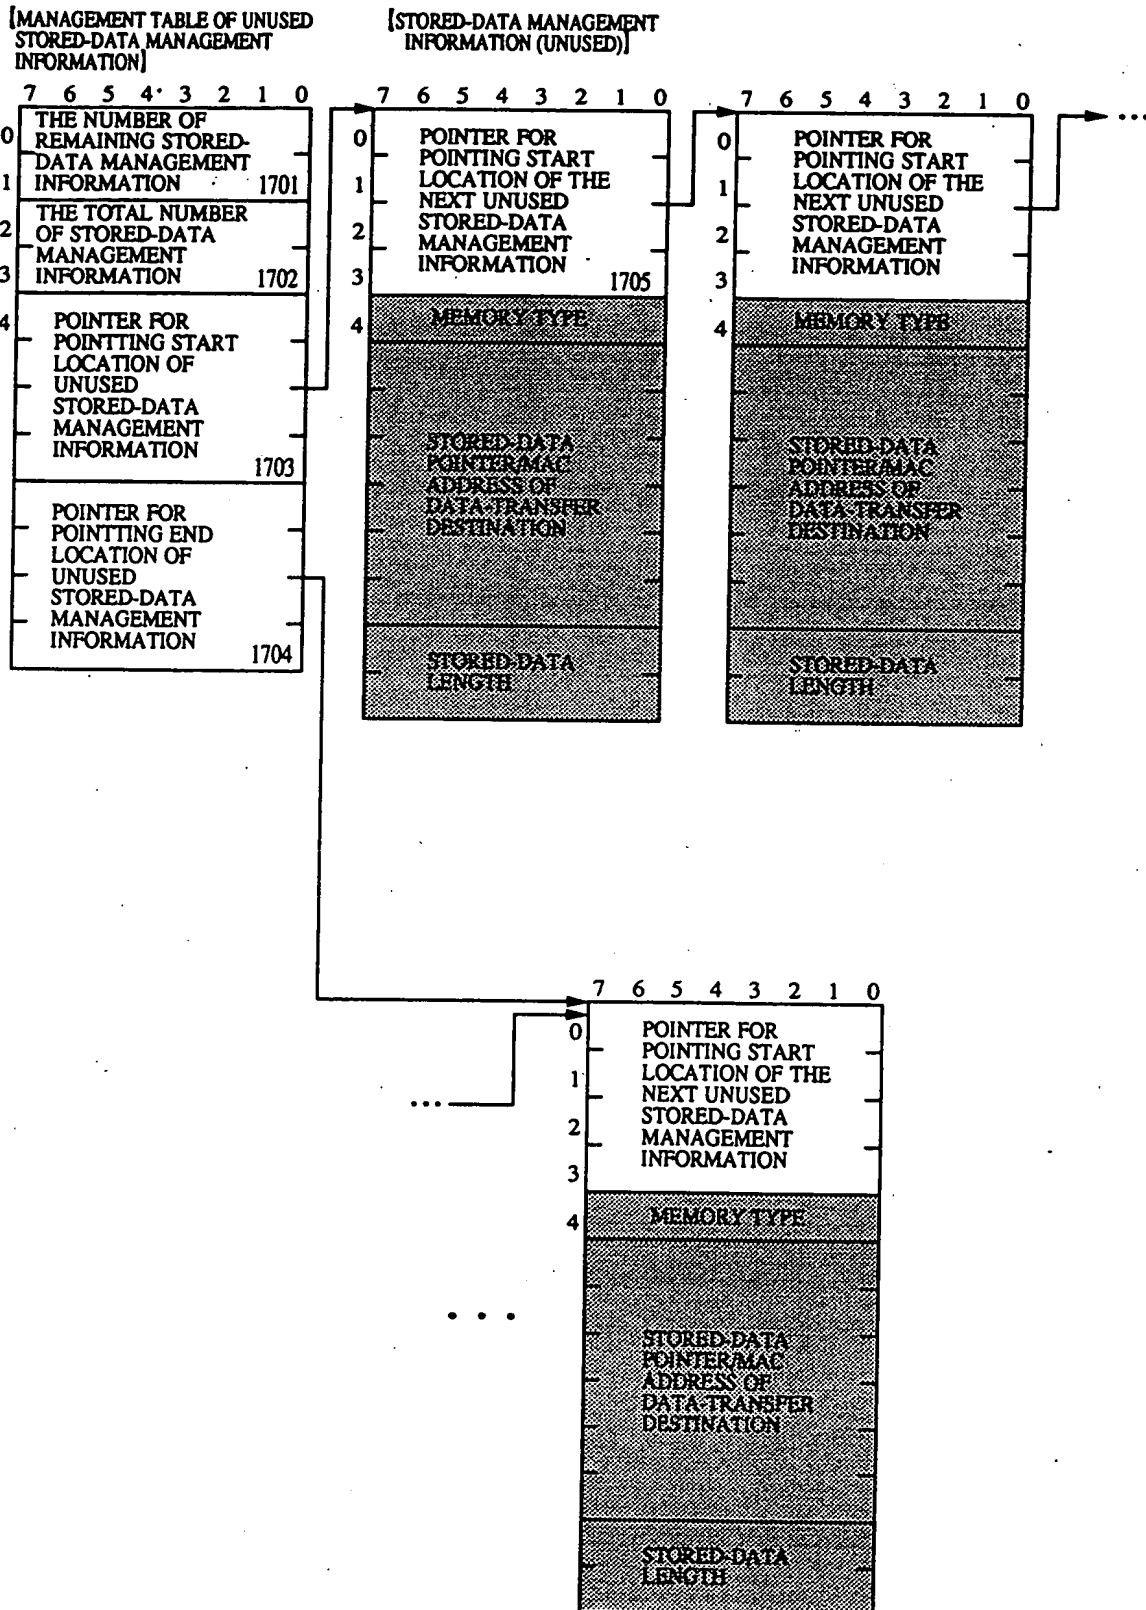 [MANAGEMENT TABLE OF UNUSED
STORED-DATA MANAGEMENT
INFORMATION]
7 6 5 4 3 2 1 0
0
1
2
3
4
THE NUMBER OF
REMAINING STORED-
DATA MANAGEMENT
INFORMATION 1701
THE TOTAL NUMBER
OF STORED-DATA
MANAGEMENT
INFORMATION 1702
POINTER FOR
POINTTING START
LOCATION OF
UNUSED
STORED-DATA
MANAGEMENT
INFORMATION
1703
POINTER FOR
POINTTING END
LOCATION OF
UNUSED
STORED-DATA
MANAGEMENT
INFORMATION
1704
[STORED-DATA MANAGEMENT
INFORMATION (UNUSED)]
7 6 5 4 3 2 1 0
0
1
2
3
4
POINTER FOR
POINTING START
LOCATION OF THE
NEXT UNUSED
STORED-DATA
MANAGEMENT
INFORMATION
1705
MEMORY TYPE
STORED-DATA
POINTER/MAC
ADDRESS OF
DATA-TRANSFER
DESTINATION
STORED-DATA
LENGTH
7 6 5 4 3 2 1 0
0
1
2
3
4
POINTER FOR
POINTING START
LOCATION OF THE
NEXT UNUSED
STORED-DATA
MANAGEMENT
INFORMATION
MEMORY TYPE
STORED-DATA
POINTER/MAC
ADDRESS OF
DATA-TRANSFER
DESTINATION
STORED-DATA
LENGTH
...
7 6 5 4 3 2 1 0
0
1
2
3
4
POINTER FOR
POINTING START
LOCATION OF THE
NEXT UNUSED
STORED-DATA
MANAGEMENT
INFORMATION
MEMORY TYPE
STORED-DATA
POINTER/MAC
ADDRESS OF
DATA-TRANSFER
DESTINATION
STORED-DATA
LENGTH
...
. . .